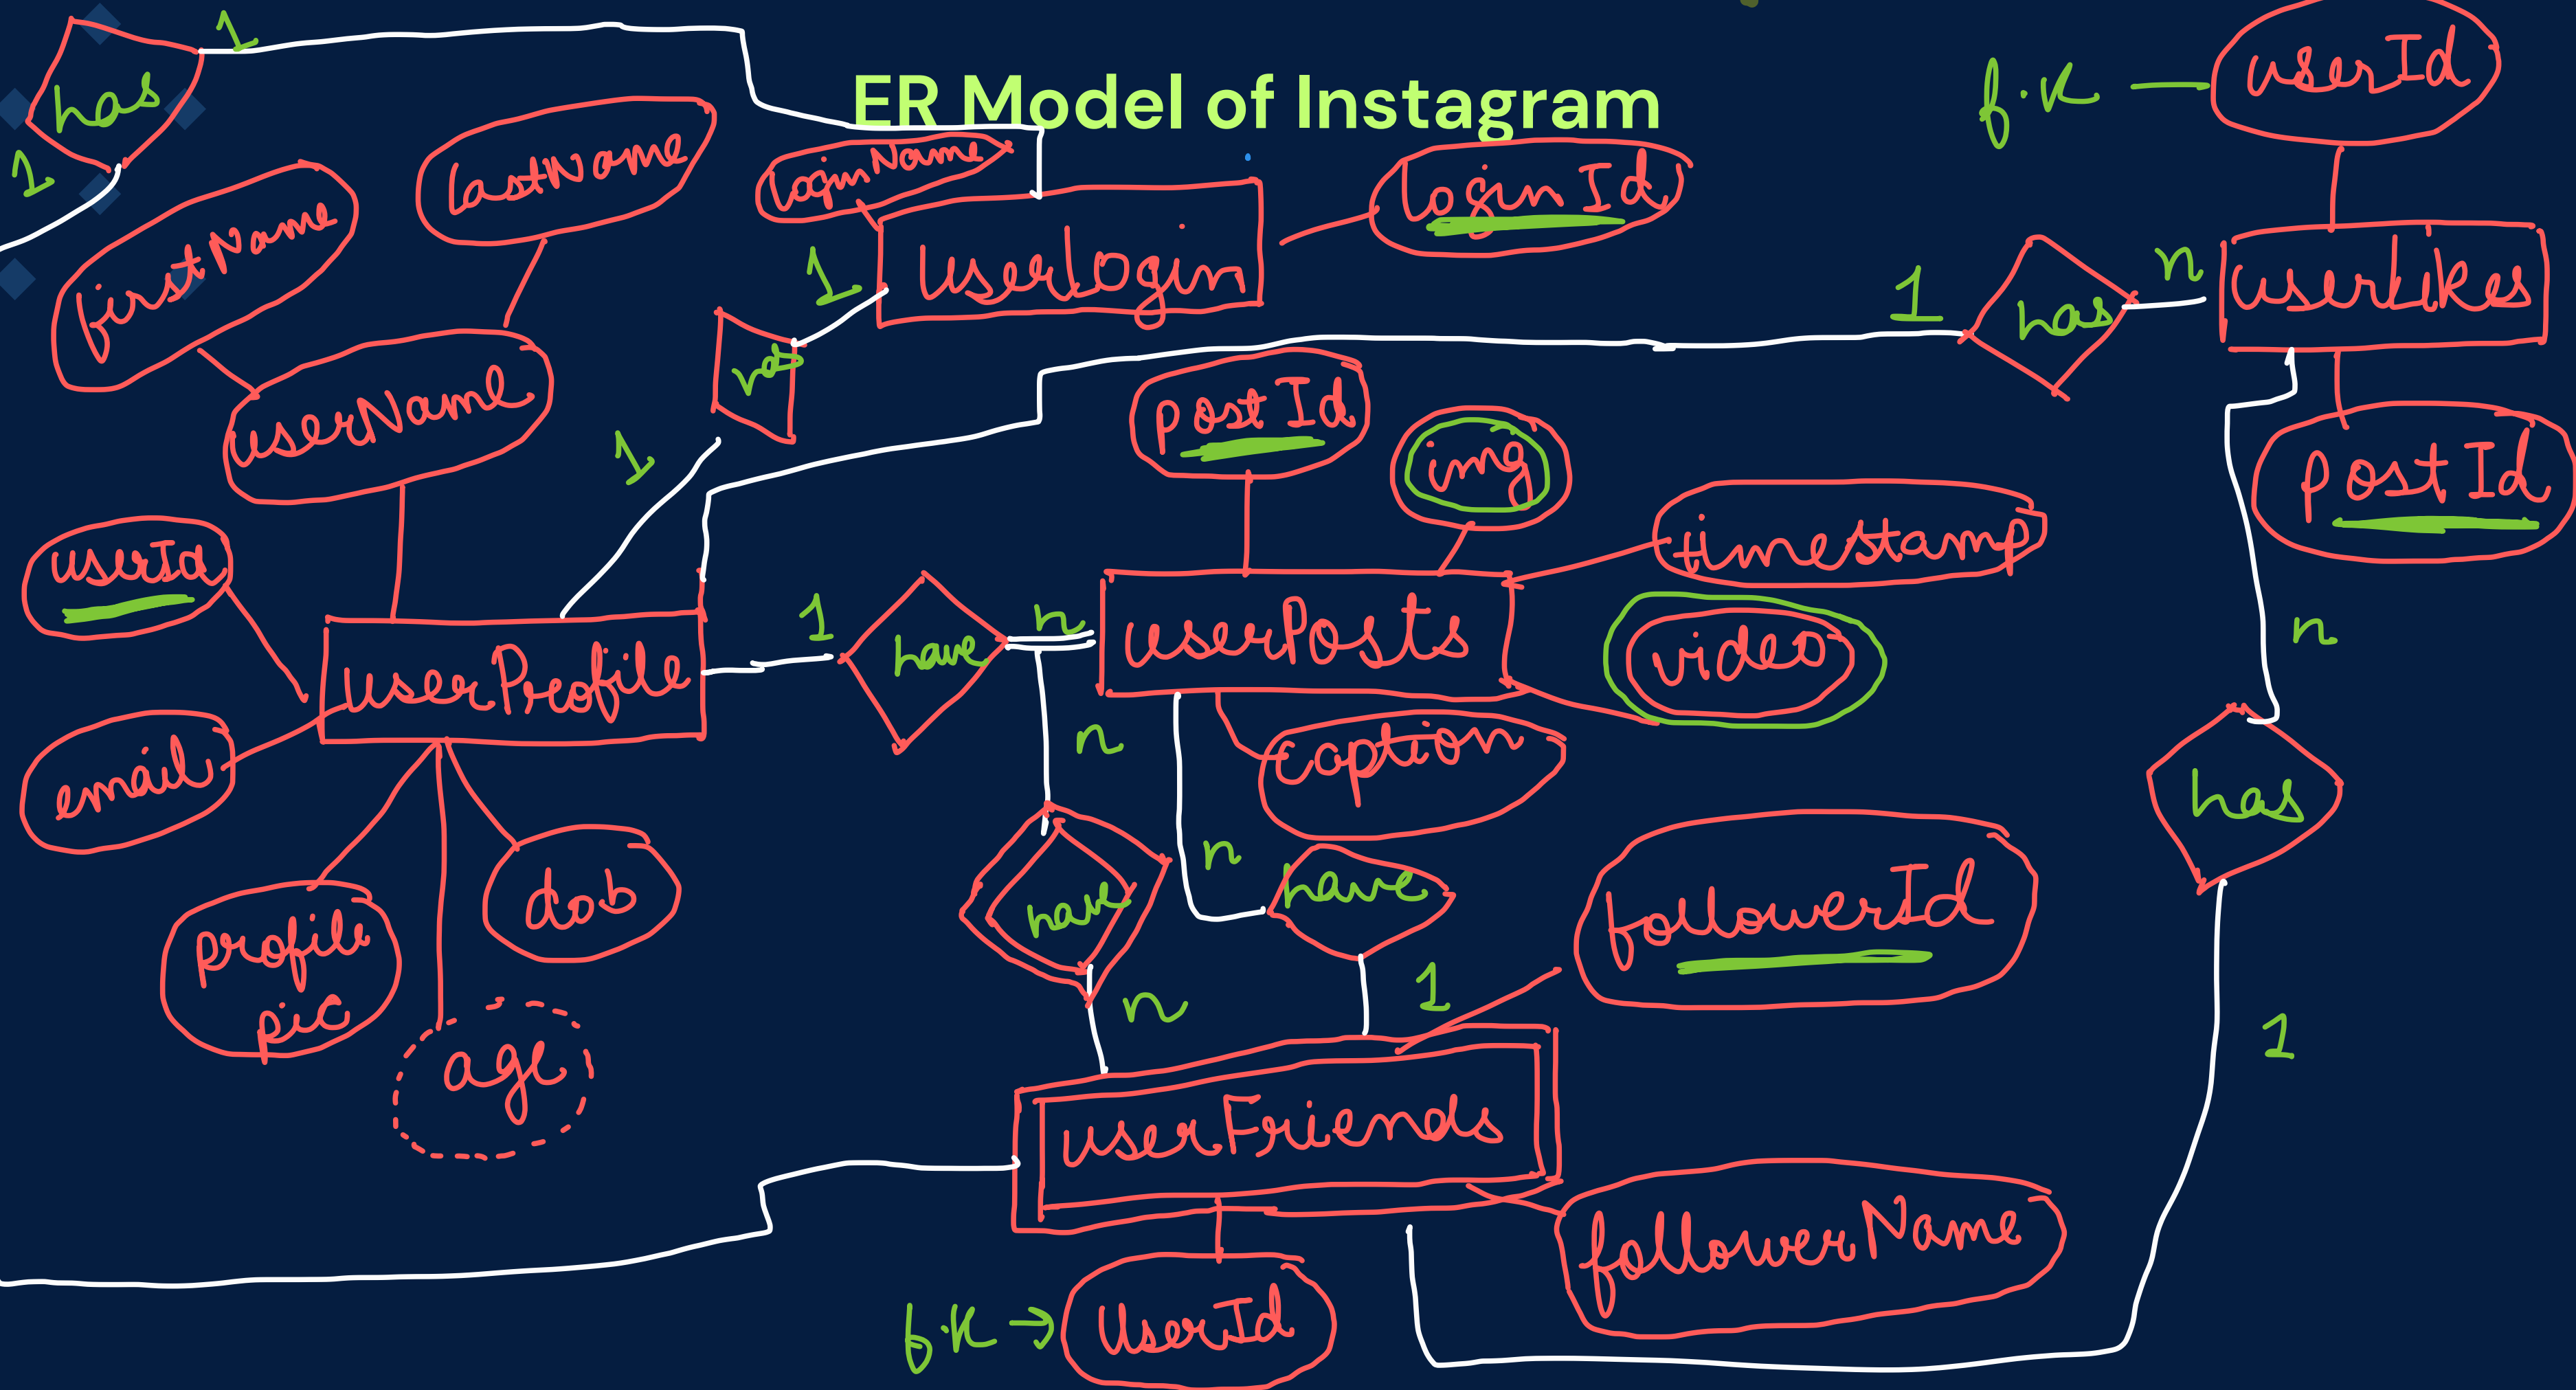 ER Model of Instagram
1
has
1
firstName
lastName
userName
userId
email
profile
pic
age
dob
userProfile
loginName
loginId
userLogin
1
has
1
1
have
n
n
have
n
postId
img
timestamp
video
caption
userPosts
n
have
1
followerId
userFriends
followerName
f.K
UserId
f.K
userId
userLikes
n
has
1
postId
n
has
1